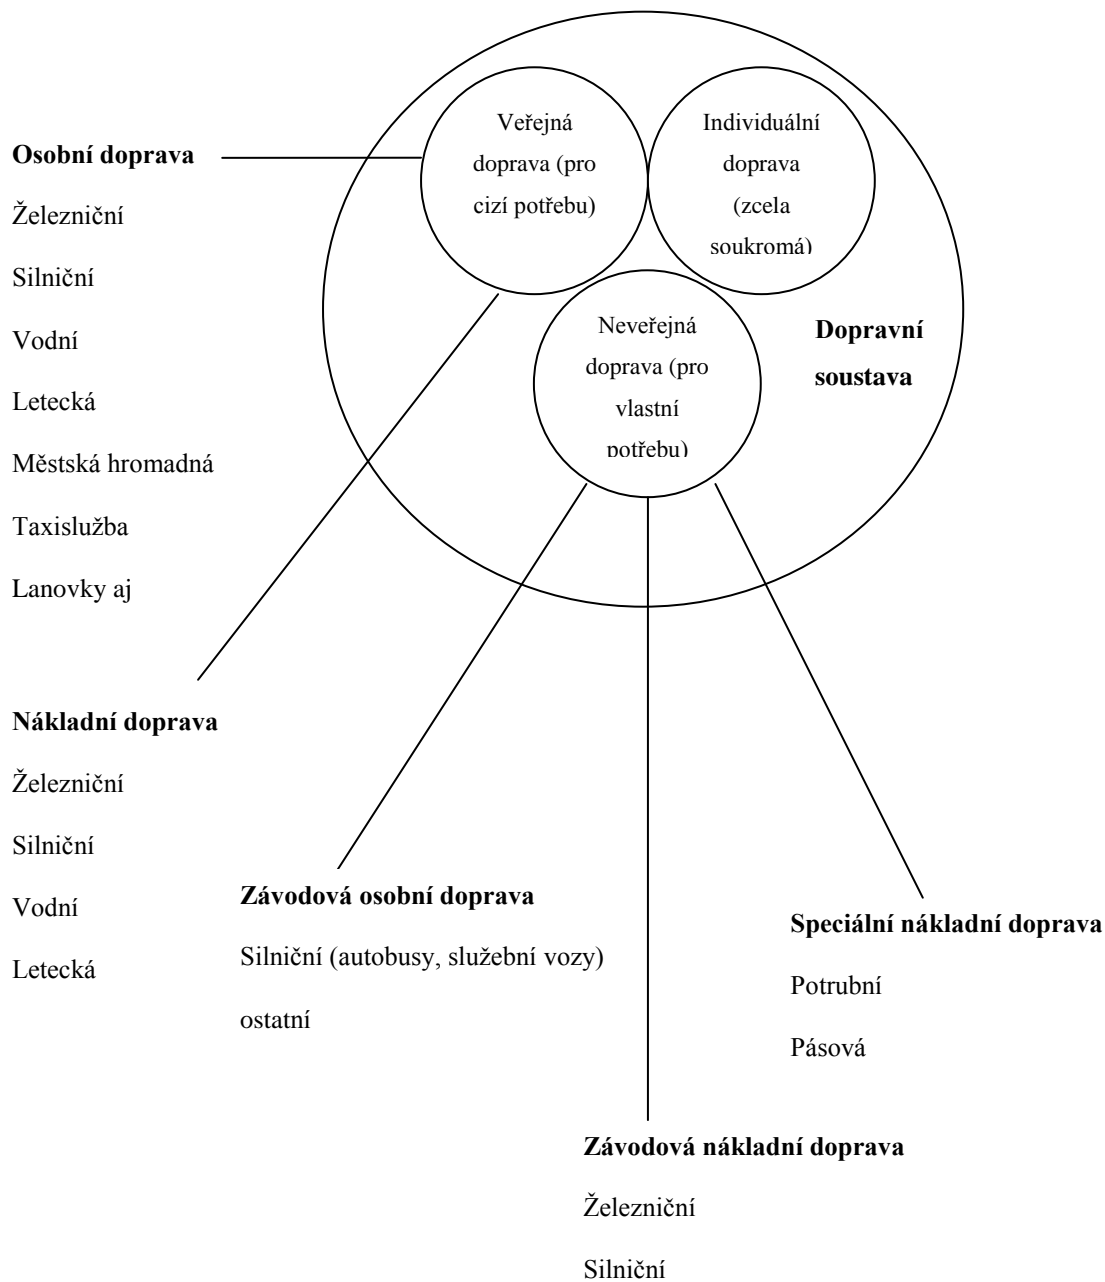 Veřejná
doprava (pro
cizí potřebu)
Individuální
doprava
(zcela
soukromá)
Neveřejná
doprava (pro
vlastní
potřebu)
Dopravní
soustava
Osobní doprava
Železniční
Silniční
Vodní
Letecká
Městská hromadná
Taxislužba
Lanovky aj
Nákladní doprava
Železniční
Silniční
Vodní
Letecká
Závodová osobní doprava
Silniční (autobusy, služební vozy)
ostatní
Speciální nákladní doprava
Potrubní
Pásová
Závodová nákladní doprava
Železniční
Silniční